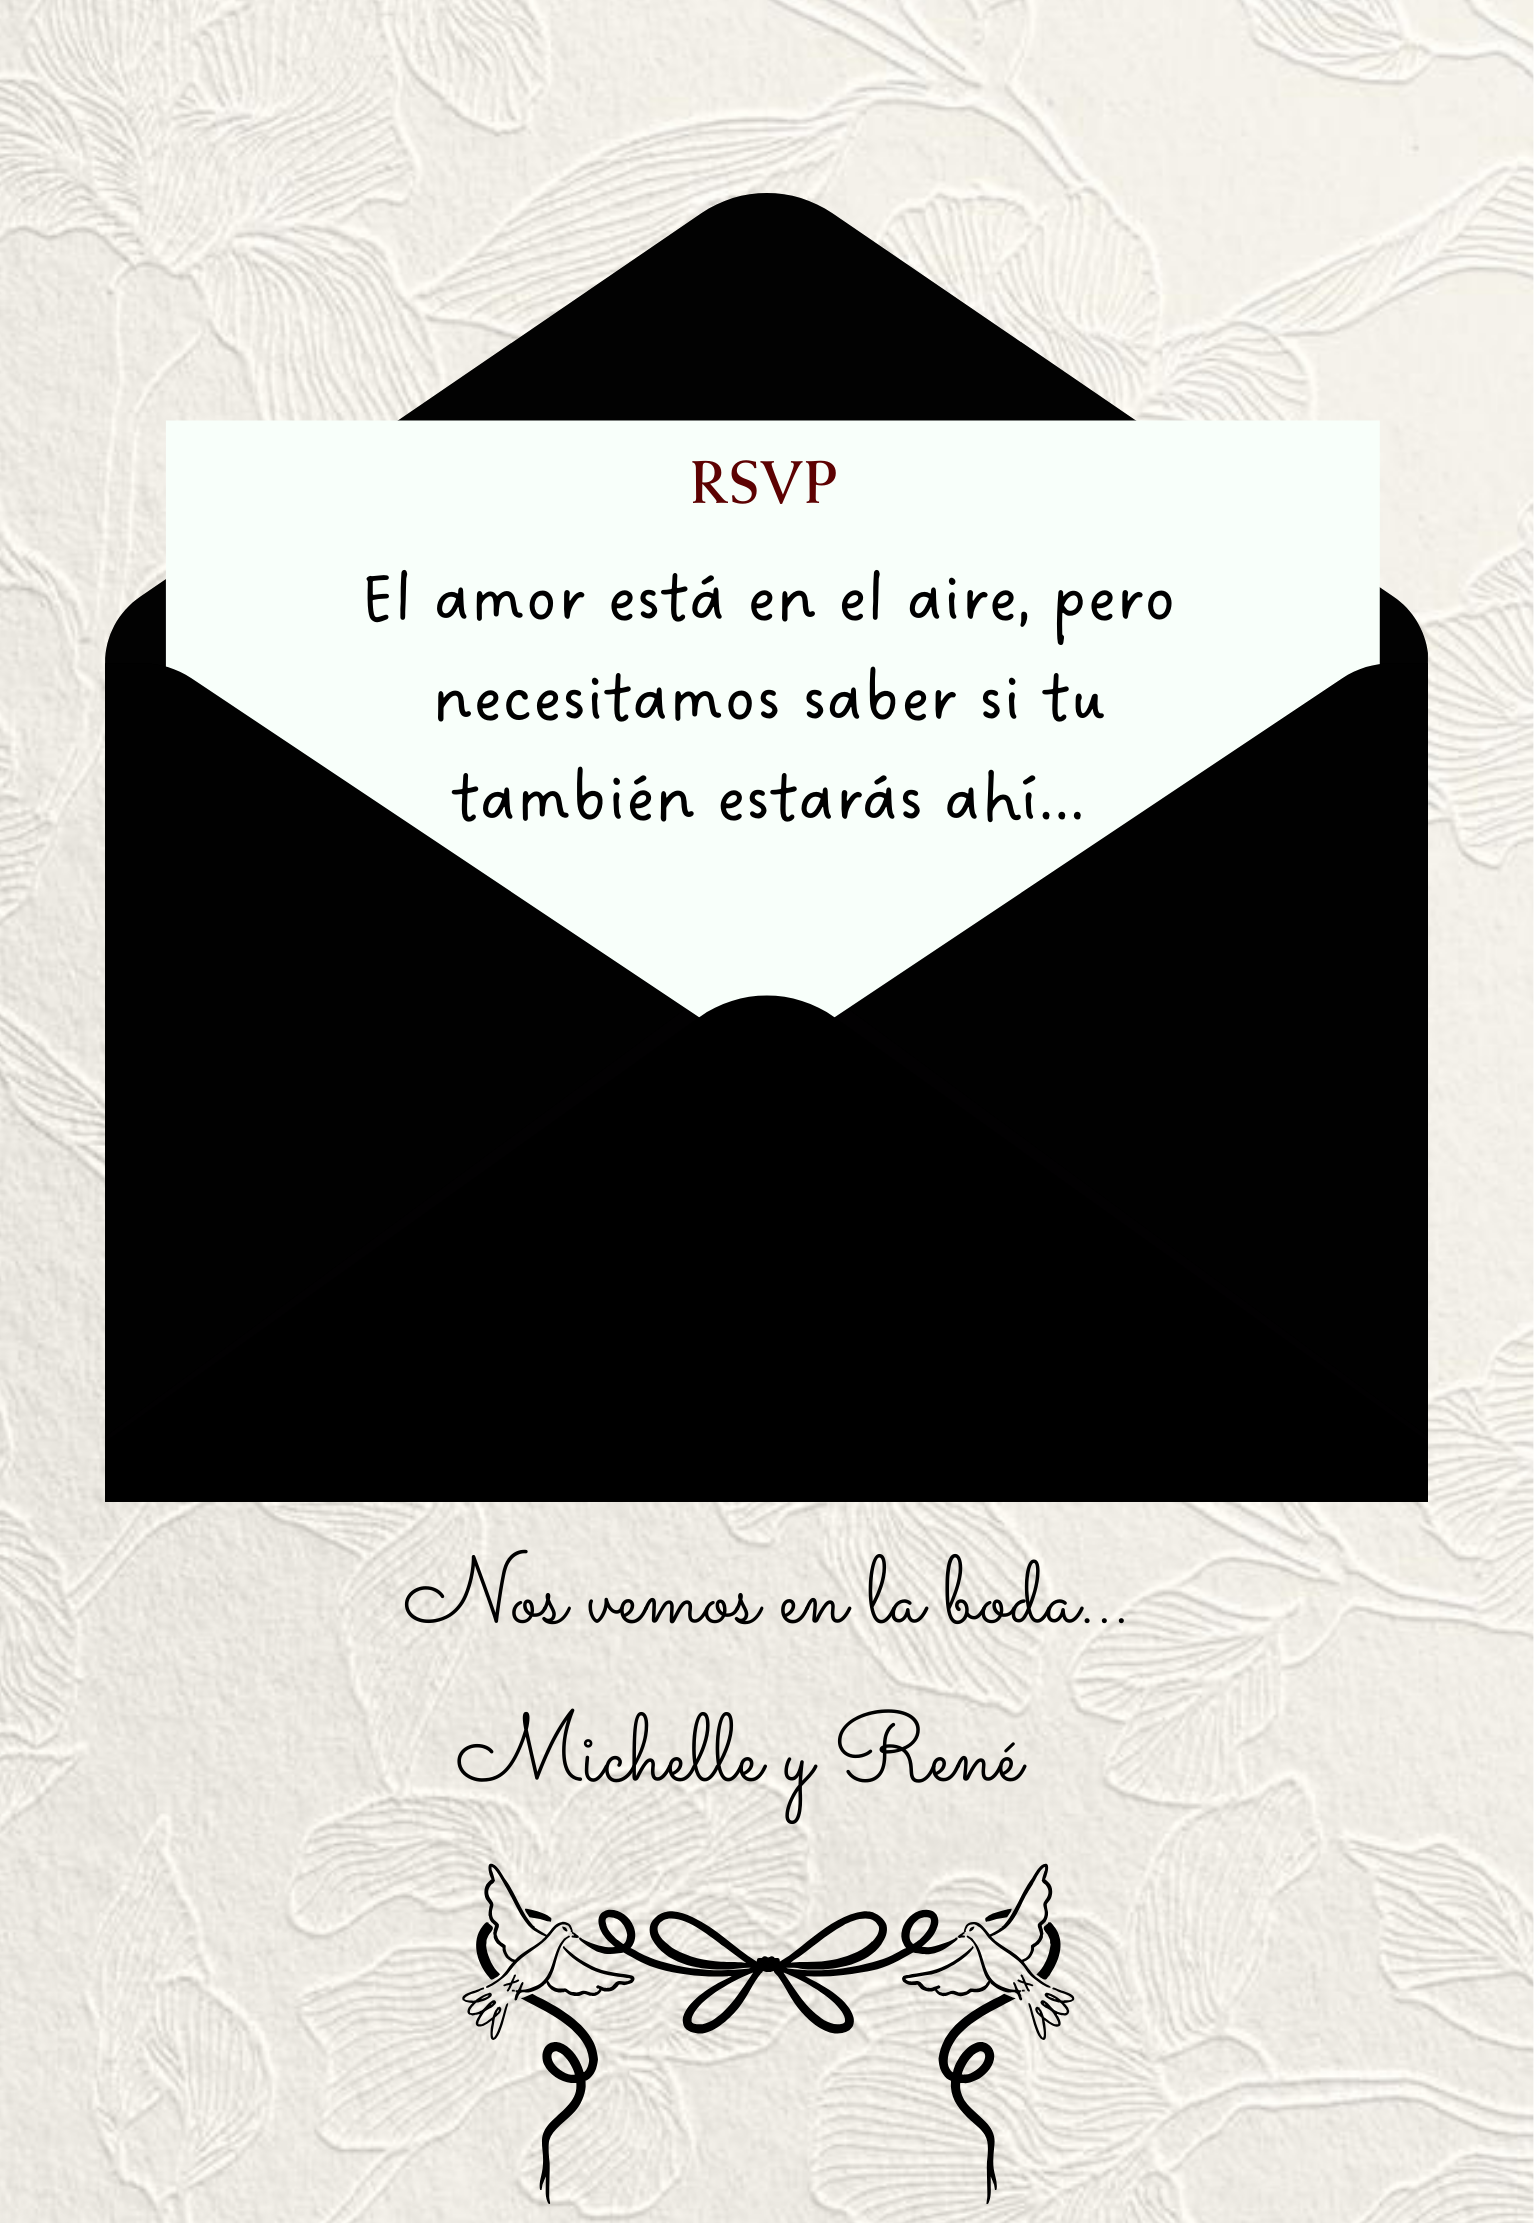 RSVP
El amor está en el aire, pero
necesitamos saber si tu
también estarás ahí...
Nos vemos en la boda...
Michelle y René